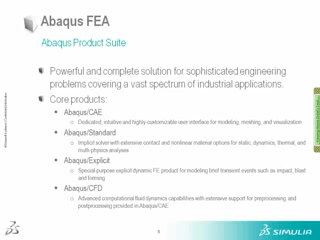 Abaqus FEA
Abaqus Product Suite
Powerful and complete solution for sophisticated engineering
problems covering a vast spectrum of industrial applications.
Core products:
Abaqus/CAE
Dedicated, intuitive and highly-customizable user interface for modeling, meshing, and visualization
Abaqus/Standard
Implicit solver with extensive contact and nonlinear material options for static, dynamics, thermal, and
multi-physics analyses
Abaqus/Explicit
Special-purpose explicit dynamic FE product for modeling brief transient events such as impact, blast
and forming
Abaqus/CFD
Advanced computational fluid dynamics capabilities with extensive support for preprocessing and
postprocessing provided in Abaqus/CAE
SIMULIA